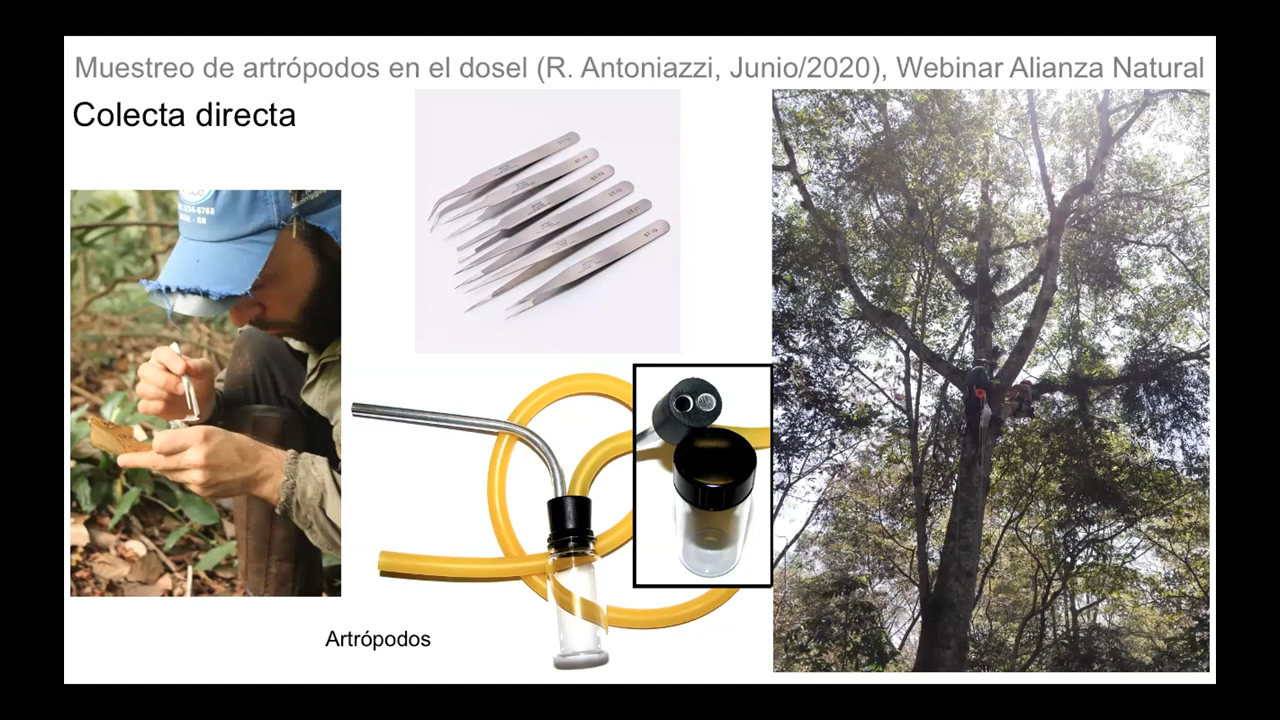 Muestreo de artrópodos en el dosel (R. Antoniazzi, Junio/2020), Webinar Alianza Natural
Colecta directa
Artrópodos